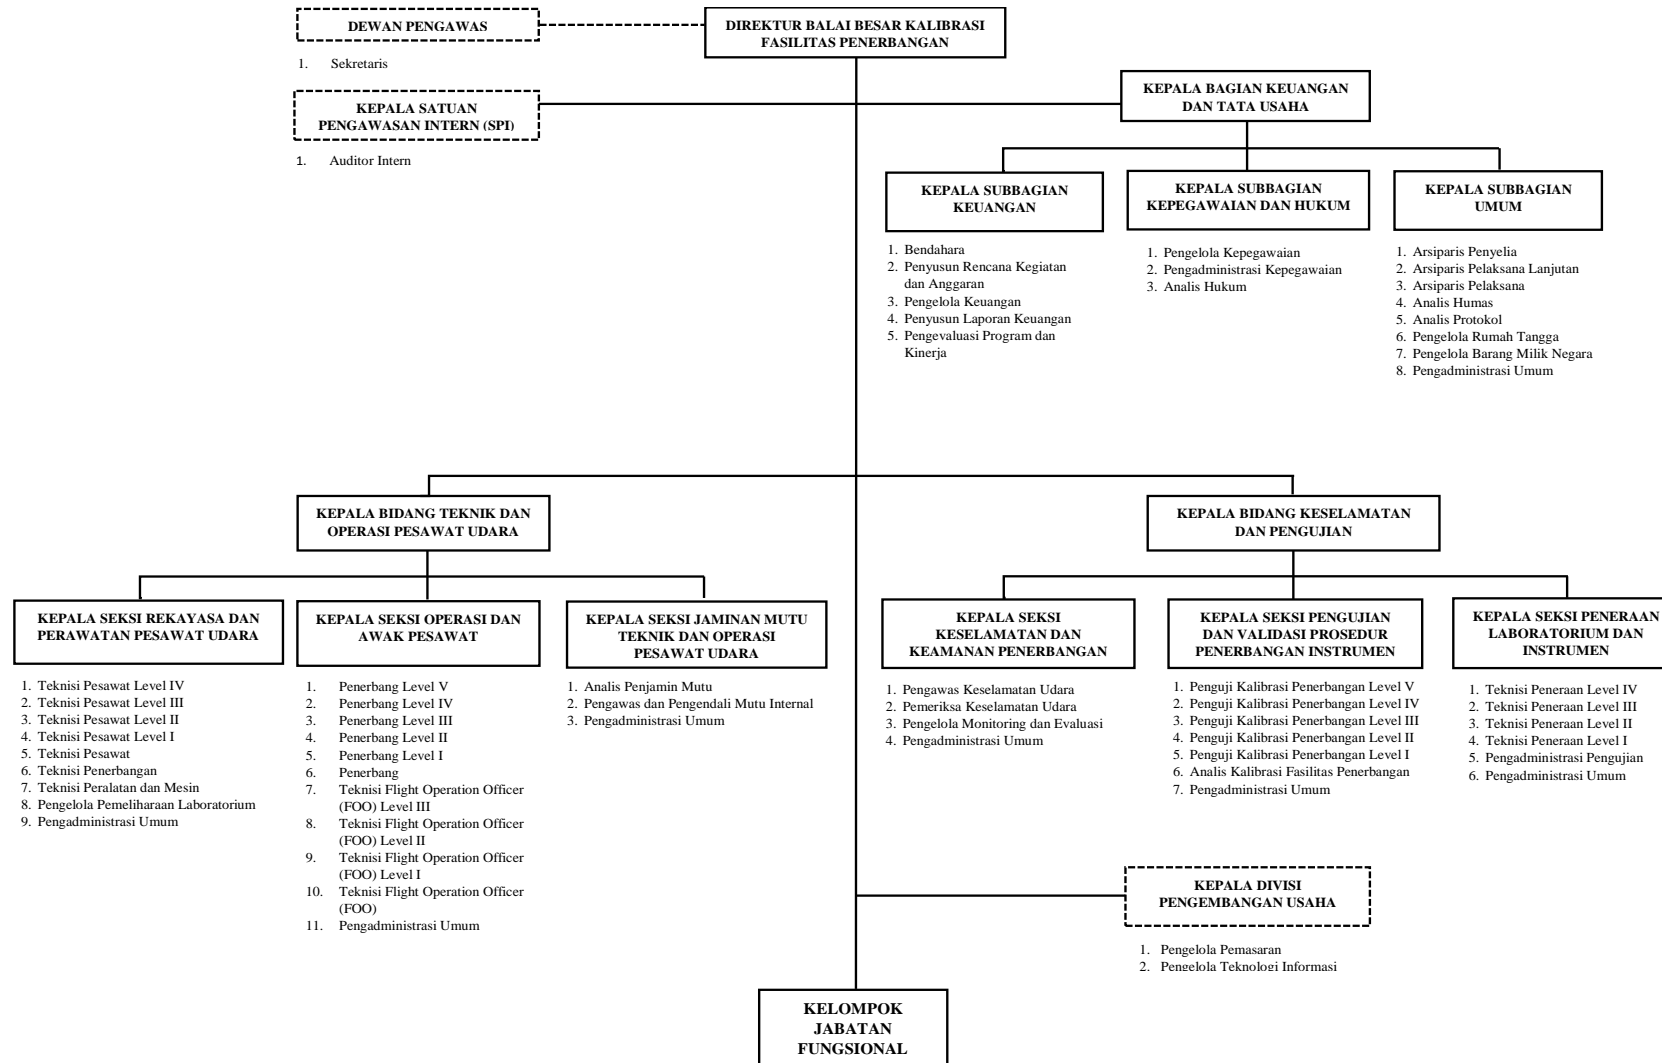 DEWAN PENGAWAS
1. Sekretaris
DIREKTUR BALAI BESAR KALIBRASI
FASILITAS PENERBANGAN
KEPALA SATUAN
PENGAWASAN INTERN (SPI)
1. Auditor Intern
KEPALA BAGIAN KEUANGAN
DAN TATA USAHA
KEPALA SUBBAGIAN
KEUANGAN
1. Bendahara
2. Penyusun Rencana Kegiatan
dan Anggaran
3. Pengelola Keuangan
4. Penyusun Laporan Keuangan
5. Pengevaluasi Program dan
Kinerja
KEPALA SUBBAGIAN
KEPEGAWAIAN DAN HUKUM
1. Pengelola Kepegawaian
2. Pengadministrasi Kepegawaian
3. Analis Hukum
KEPALA SUBBAGIAN
UMUM
1. Arsiparis Penyelia
2. Arsiparis Pelaksana Lanjutan
3. Arsiparis Pelaksana
4. Analis Humas
5. Analis Protokol
6. Pengelola Rumah Tangga
7. Pengelola Barang Milik Negara
8. Pengadministrasi Umum
KEPALA BIDANG TEKNIK DAN
OPERASI PESAWAT UDARA
KEPALA SEKSI REKAYASA DAN
PERAWATAN PESAWAT UDARA
1. Teknisi Pesawat Level IV
2. Teknisi Pesawat Level III
3. Teknisi Pesawat Level II
4. Teknisi Pesawat Level I
5. Teknisi Pesawat
6. Teknisi Penerbangan
7. Teknisi Peralatan dan Mesin
8. Pengelola Pemeliharaan Laboratorium
9. Pengadministrasi Umum
KEPALA SEKSI OPERASI DAN
AWAK PESAWAT
1. Penerbang Level V
2. Penerbang Level IV
3. Penerbang Level III
4. Penerbang Level II
5. Penerbang Level I
6. Penerbang
7. Teknisi Flight Operation Officer
(FOO) Level III
8. Teknisi Flight Operation Officer
(FOO) Level II
9. Teknisi Flight Operation Officer
(FOO) Level I
10. Teknisi Flight Operation Officer
(FOO)
11. Pengadministrasi Umum
KEPALA SEKSI JAMINAN MUTU
TEKNIK DAN OPERASI
PESAWAT UDARA
1. Analis Penjamin Mutu
2. Pengawas dan Pengendali Mutu Internal
3. Pengadministrasi Umum
KEPALA BIDANG KESELAMATAN
DAN PENGUJIAN
KEPALA SEKSI
KESELAMATAN DAN
KEAMANAN PENERBANGAN
1. Pengawas Keselamatan Udara
2. Pemeriksa Keselamatan Udara
3. Pengelola Monitoring dan Evaluasi
4. Pengadministrasi Umum
KEPALA SEKSI PENGUJIAN
DAN VALIDASI PROSEDUR
PENERBANGAN INSTRUMEN
1. Penguji Kalibrasi Penerbangan Level V
2. Penguji Kalibrasi Penerbangan Level IV
3. Penguji Kalibrasi Penerbangan Level III
4. Penguji Kalibrasi Penerbangan Level II
5. Penguji Kalibrasi Penerbangan Level I
6. Analis Kalibrasi Fasilitas Penerbangan
7. Pengadministrasi Umum
KEPALA SEKSI PENERAAN
LABORATORIUM DAN
INSTRUMEN
1. Teknisi Peneraan Level IV
2. Teknisi Peneraan Level III
3. Teknisi Peneraan Level II
4. Teknisi Peneraan Level I
5. Pengadministrasi Pengujian
6. Pengadministrasi Umum
KEPALA DIVISI
PENGEMBANGAN USAHA
1. Pengelola Pemasaran
2. Pengelola Teknologi Informasi
KELOMPOK
JABATAN
FUNGSIONAL